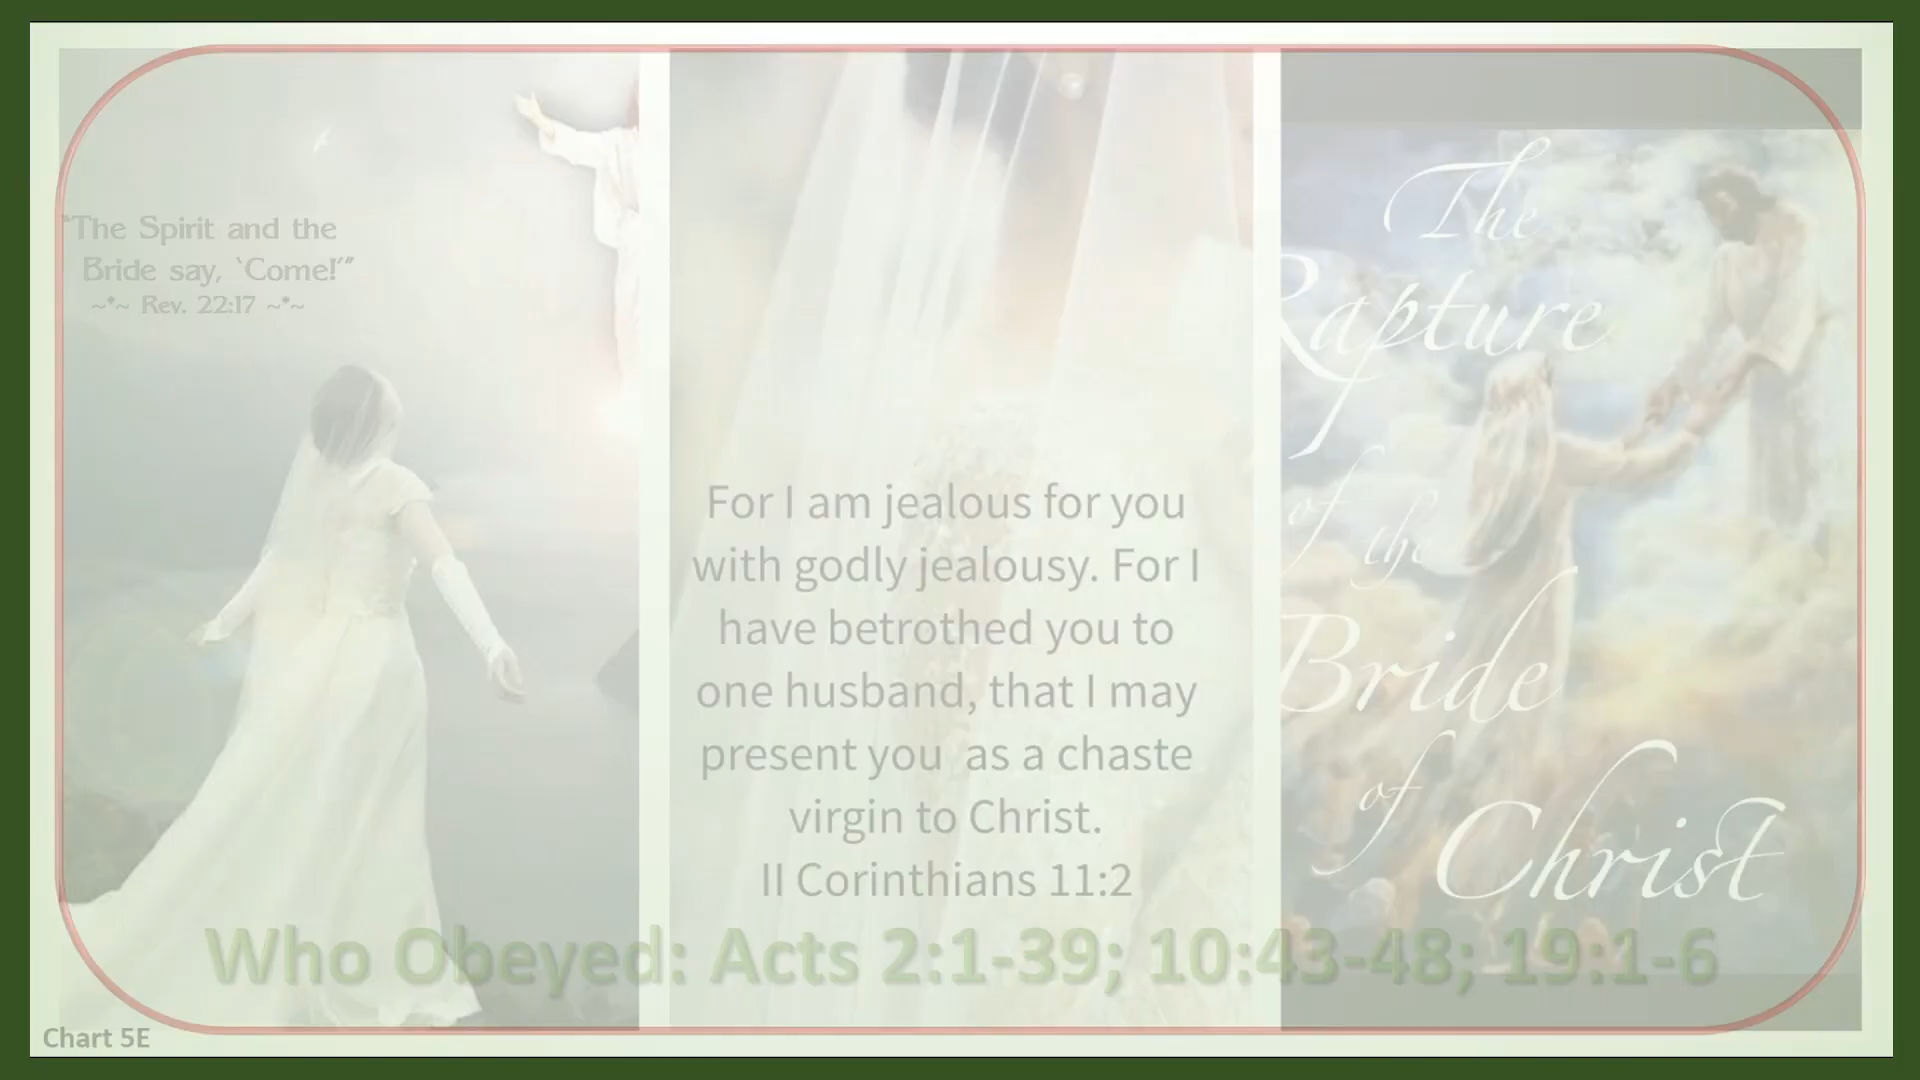 "The Spirit and the
Bride say, 'Come!'"
~*~ Rev. 22:17 ~*~
For I am jealous for you
with godly jealousy. For I
have betrothed you to
one husband, that I may
present you as a chaste
virgin to Christ.
II Corinthians 11:2
The
Rapture
of the
Bride
of
Christ
Who Obeyed: Acts 2:1-39; 10:43-48; 19:1-6
Chart 5E